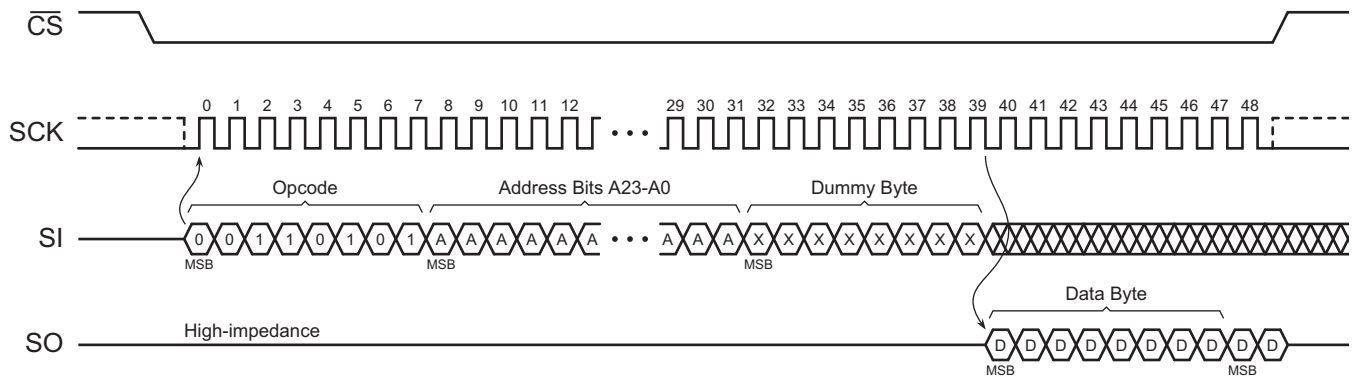 CS
0 1 2 3 4 5 6 7 8 9 10 11 12 29 30 31 32 33 34 35 36 37 38 39 40 41 42 43 44 45 46 47 48
SCK
Opcode Address Bits A23-A0 Dummy Byte
SI 0 0 1 1 0 1 0 1 A A A A A A A A A X X X X X X X X
MSB MSB MSB
Data Byte
High-impedance
SO D D D D D D D D D D
MSB MSB